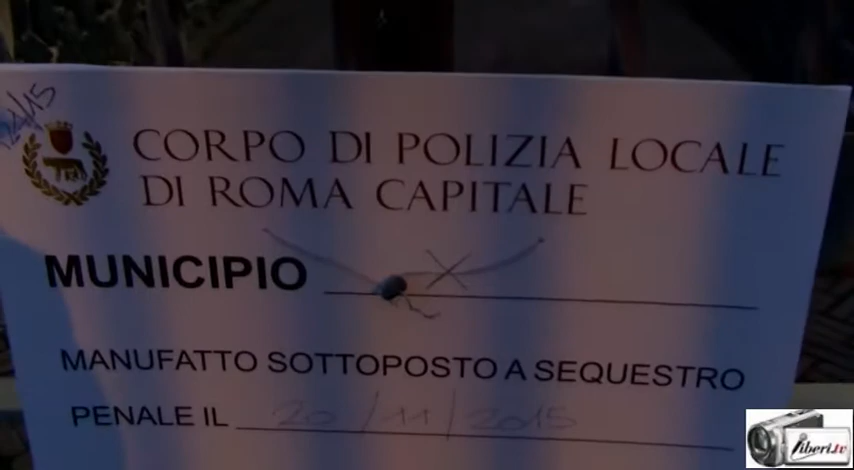 CORPO DI POLIZIA LOCALE
DI ROMA CAPITALE
MUNICIPIO X
MANUFATTO SOTTOPOSTO A SEQUESTRO
PENALE IL 20/11/2015
liberi.tv